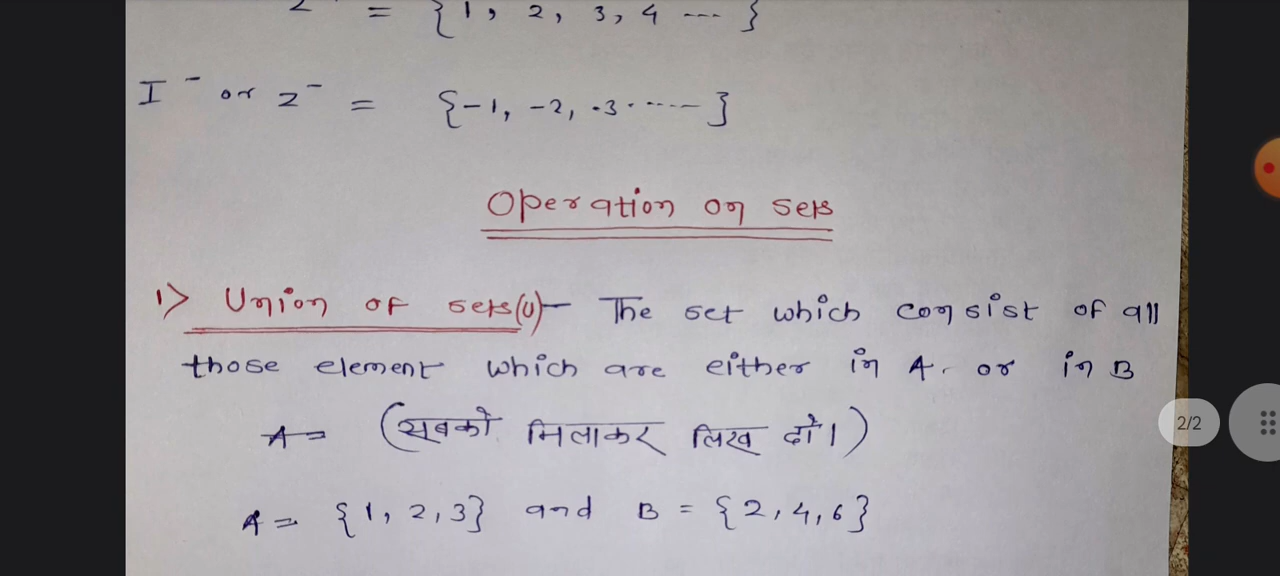 = {1, 2, 3, 4 ---- }
I⁻ or z⁻ = {-1, -2, -3 ------ }
Operation on sets
1> Union of sets(U)— The set which consist of all
those element which are either in A. or in B
A= (सबको मिलाकर लिख दो।)
A = {1, 2, 3} and B = {2, 4, 6}
2/2